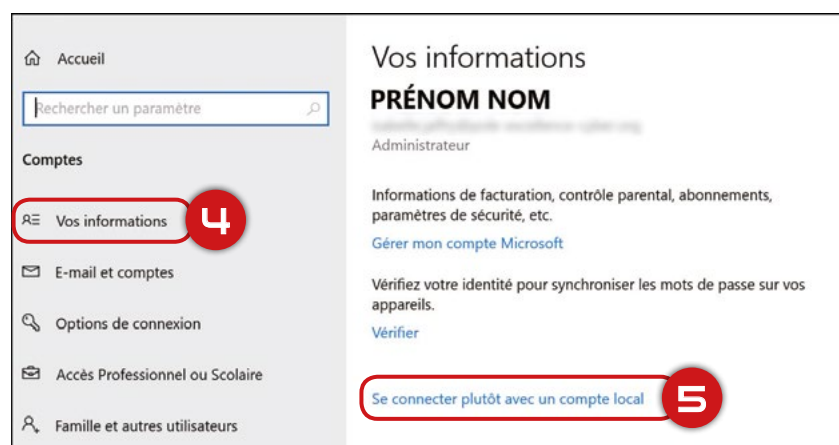 Accueil
Rechercher un paramètre
Comptes
Vos informations
4
E-mail et comptes
Options de connexion
Accès Professionnel ou Scolaire
Famille et autres utilisateurs
Vos informations
PRÉNOM NOM
Administrateur
Informations de facturation, contrôle parental, abonnements,
paramètres de sécurité, etc.
Gérer mon compte Microsoft
Vérifiez votre identité pour synchroniser les mots de passe sur vos
appareils.
Vérifier
Se connecter plutôt avec un compte local
5